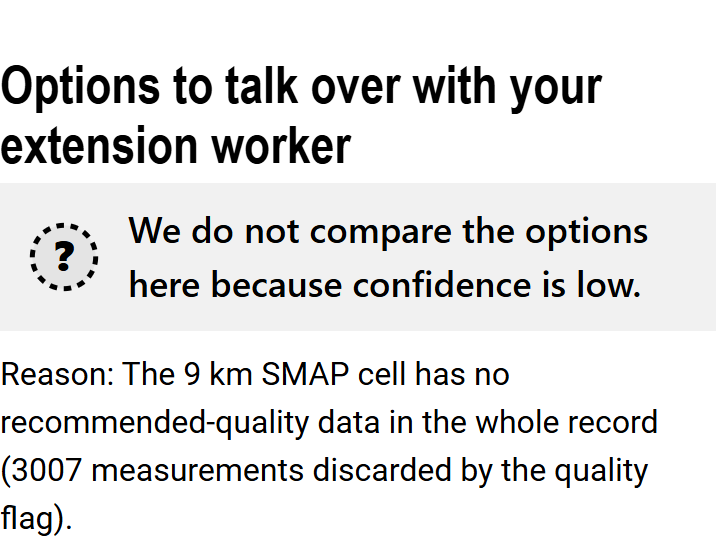 Options to talk over with your
extension worker
?
We do not compare the options
here because confidence is low.
Reason: The 9 km SMAP cell has no
recommended-quality data in the whole record
(3007 measurements discarded by the quality
flag).